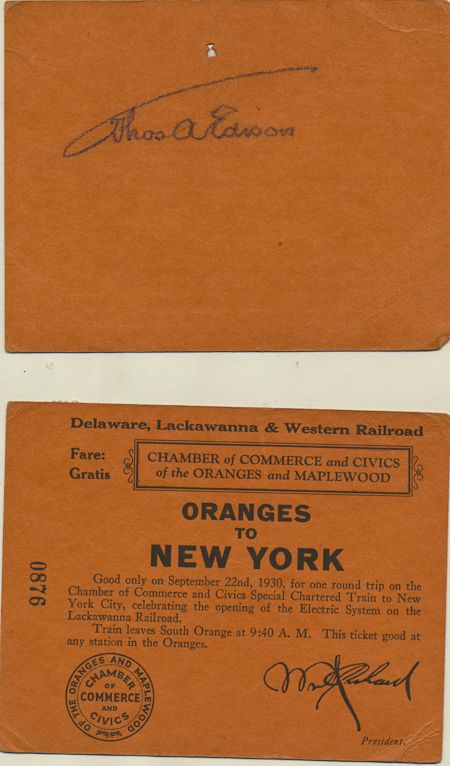 Thos A Edison
Delaware, Lackawanna & Western Railroad
Fare:
Gratis
CHAMBER of COMMERCE and CIVICS
of the ORANGES and MAPLEWOOD
ORANGES
TO
NEW YORK
0876
Good only on September 22nd, 1930, for one round trip on the
Chamber of Commerce and Civics Special Chartered Train to New
York City, celebrating the opening of the Electric System on the
Lackawanna Railroad.
Train leaves South Orange at 9:40 A. M. This ticket good at
any station in the Oranges.
OF THE ORANGES AND MAPLEWOOD
CHAMBER
OF
COMMERCE
AND
CIVICS
President.